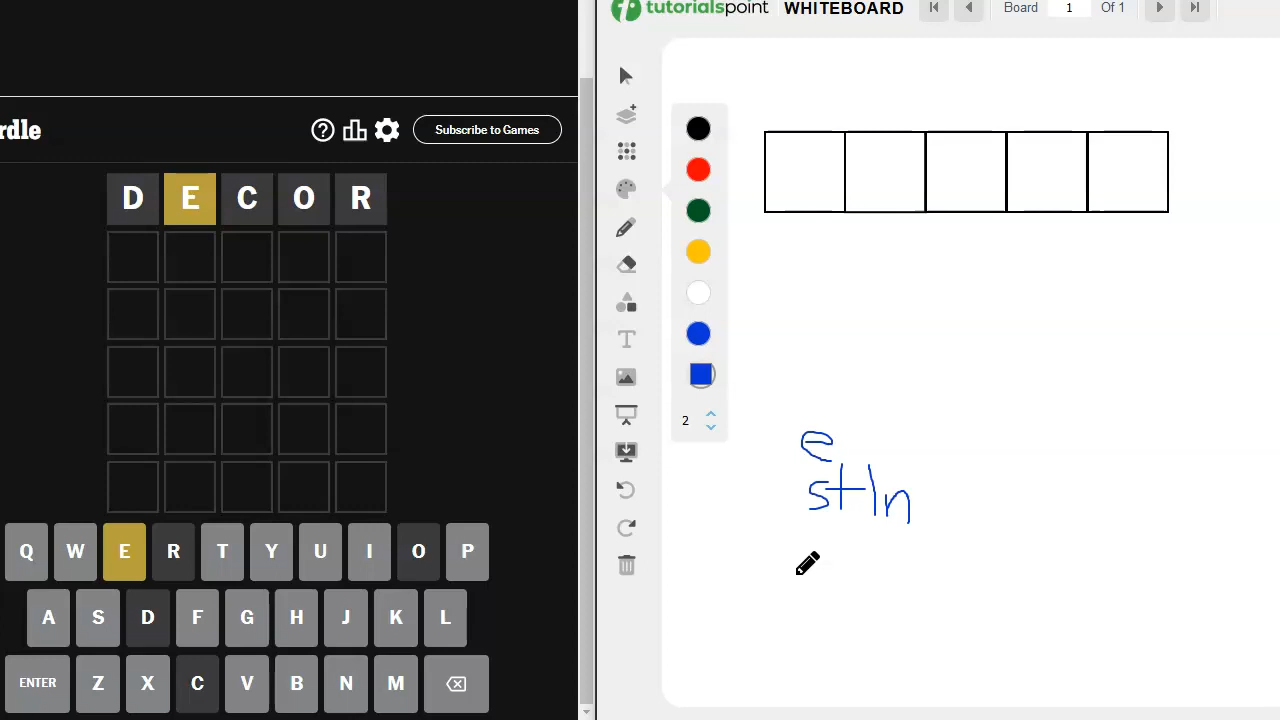 tutorialspoint WHITEBOARD Board 1 Of 1
rdle ? Subscribe to Games
D E C O R
e
stln
2
T
Q W E R T Y U I O P
A S D F G H J K L
ENTER Z X C V B N M